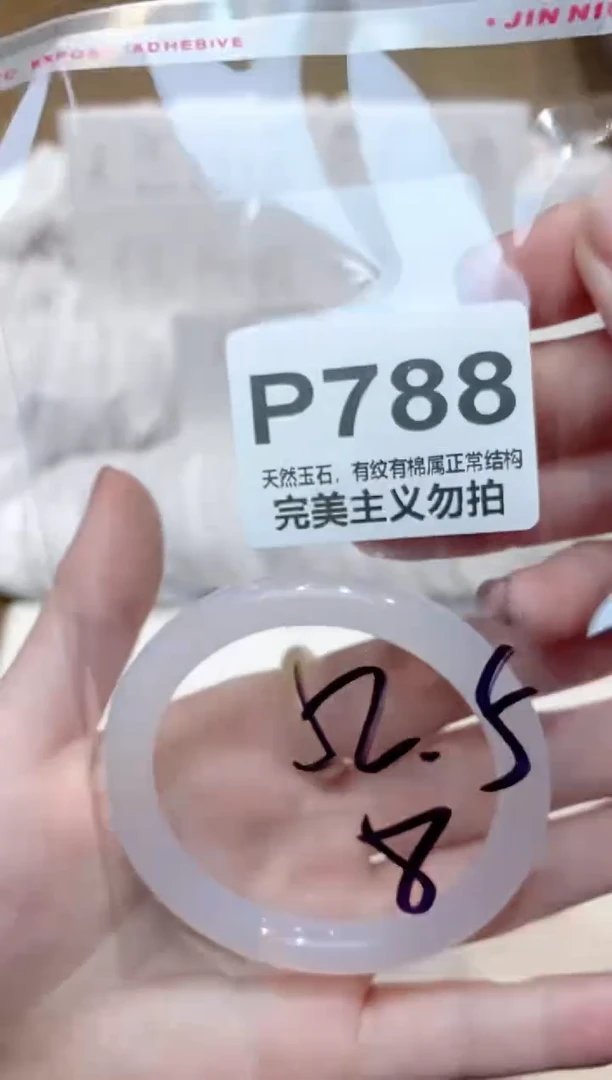 ADHEBIVE
• JIN NI
P788
天然玉石，有纹有棉属正常结构
完美主义勿拍
52.5
8